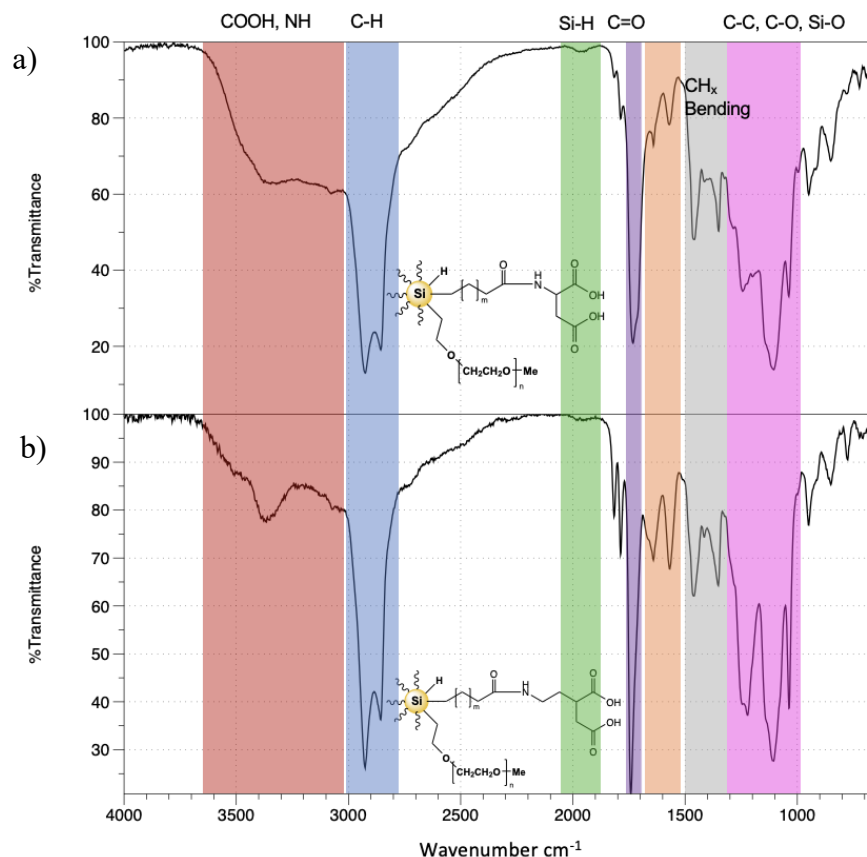 COOH, NH C-H Si-H C=O C-C, C-O, Si-O
a)
100
80
60
40
20
%Transmittance
CHₓ
Bending
H
Si
m
O
H
N
O
OH
O
OH
O
CH₂CH₂O
Me
n
b)
100
90
80
70
60
50
40
30
%Transmittance
H
Si
m
O
H
N
O
OH
OH
O
O
CH₂CH₂O
Me
n
4000 3500 3000 2500 2000 1500 1000
Wavenumber cm⁻¹